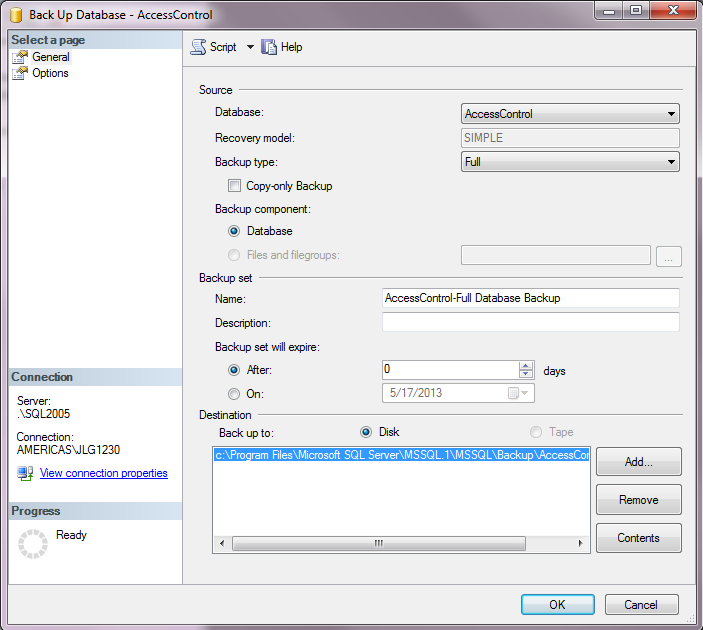 Back Up Database - AccessControl
Select a page
General
Options
Script
Help
Source
Database:
AccessControl
Recovery model:
SIMPLE
Backup type:
Full
Copy-only Backup
Backup component:
Database
Files and filegroups:
...
Backup set
Name:
AccessControl-Full Database Backup
Description:
Backup set will expire:
After:
0
days
On:
5/17/2013
Destination
Back up to:
Disk
Tape
c:\Program Files\Microsoft SQL Server\MSSQL.1\MSSQL\Backup\AccessCor
Add...
Remove
Contents
Connection
Server:
.\SQL2005
Connection:
AMERICAS\JLG1230
View connection properties
Progress
Ready
OK
Cancel